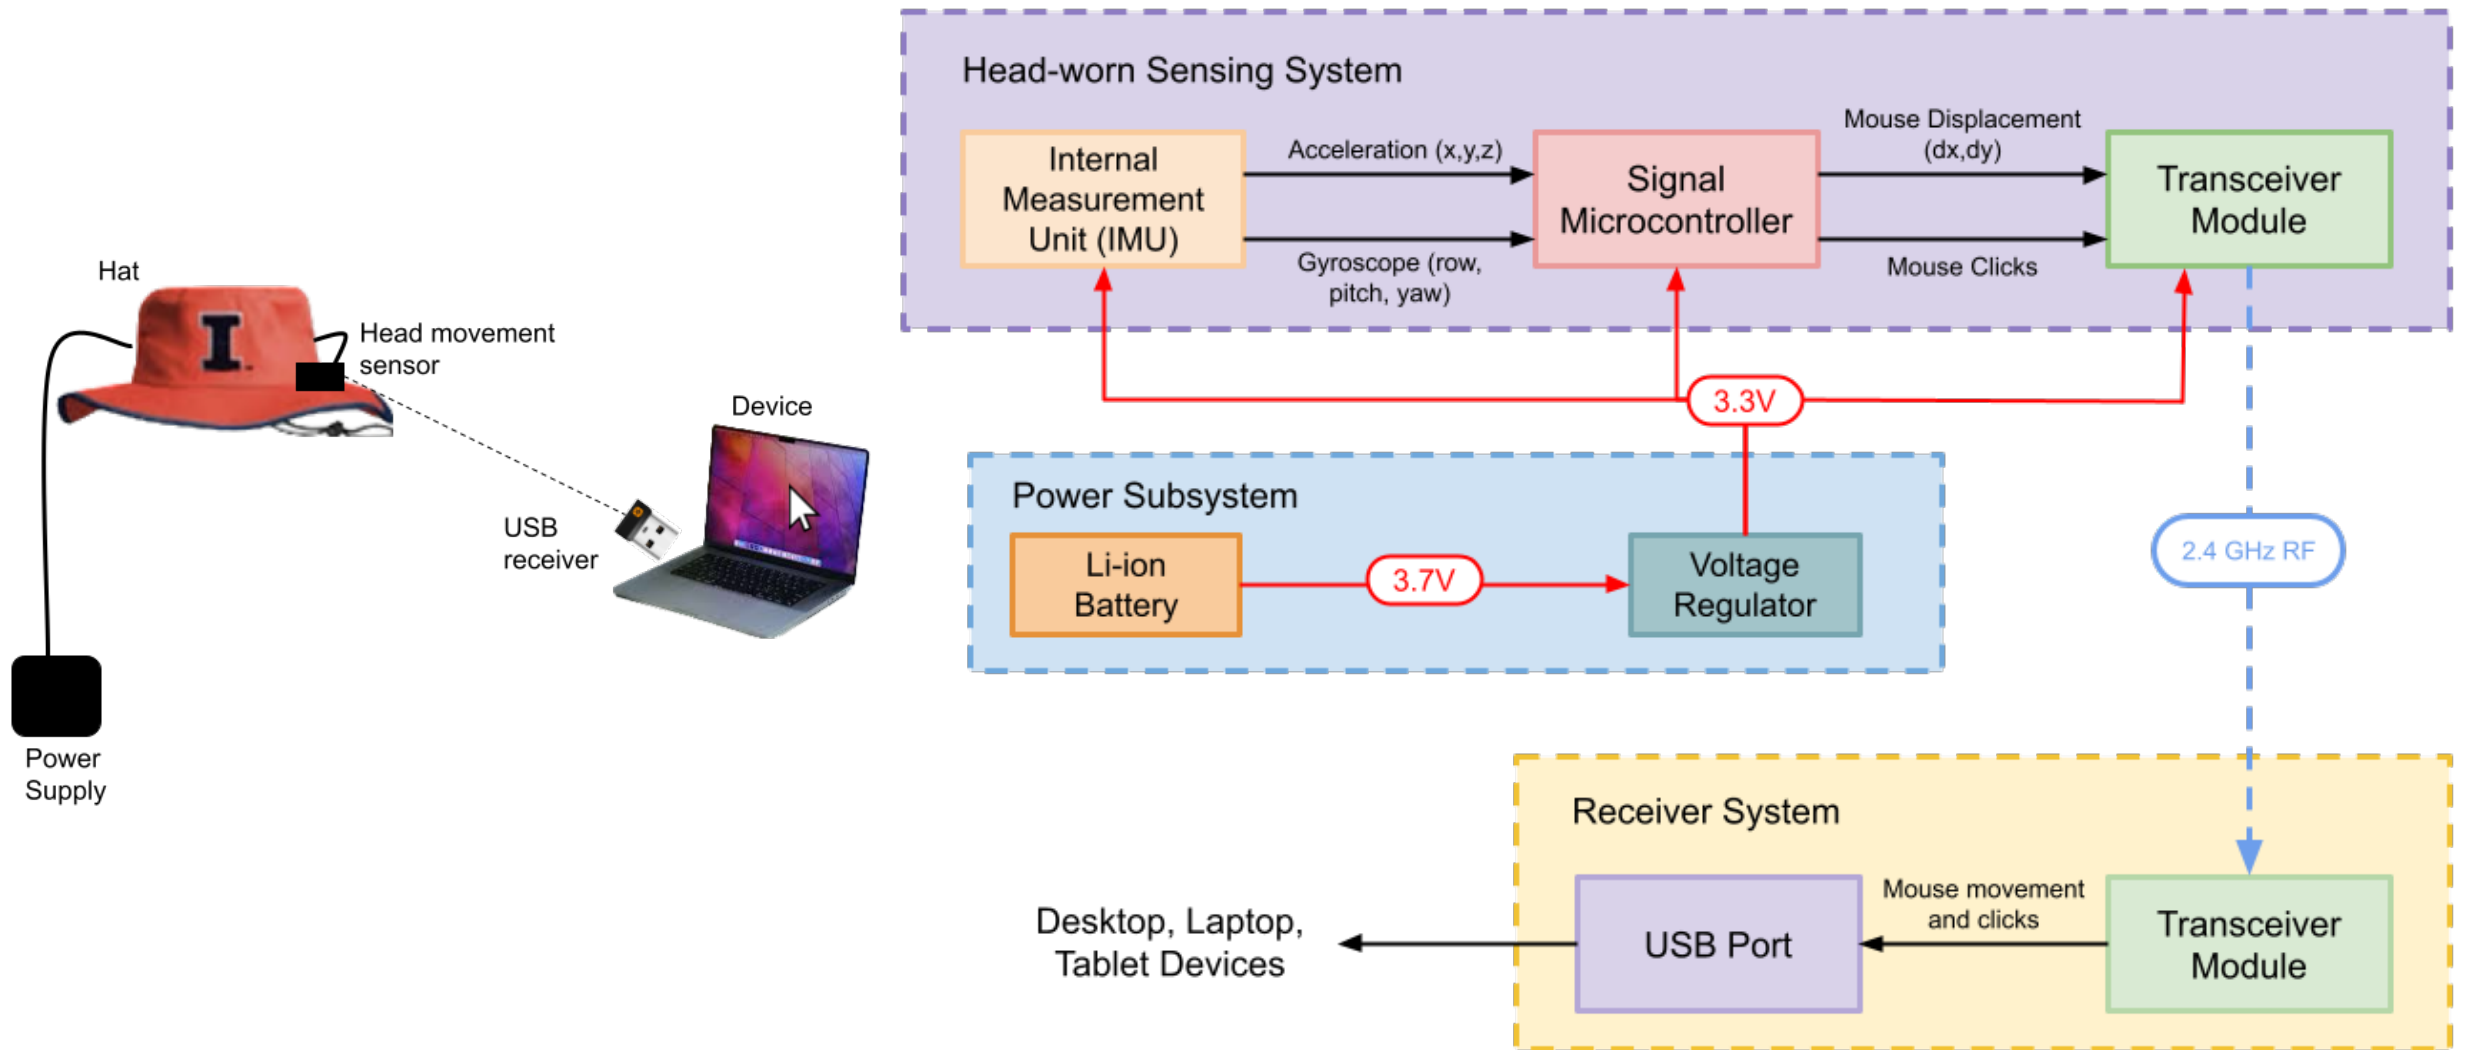 Hat
I
Head movement
sensor
Device
USB
receiver
Power
Supply
Head-worn Sensing System
Internal
Measurement
Unit (IMU)
Acceleration (x,y,z)
Gyroscope (row,
pitch, yaw)
Signal
Microcontroller
Mouse Displacement
(dx,dy)
Mouse Clicks
Transceiver
Module
3.3V
Power Subsystem
Li-ion
Battery
3.7V
Voltage
Regulator
2.4 GHz RF
Receiver System
Transceiver
Module
Mouse movement
and clicks
USB Port
Desktop, Laptop,
Tablet Devices